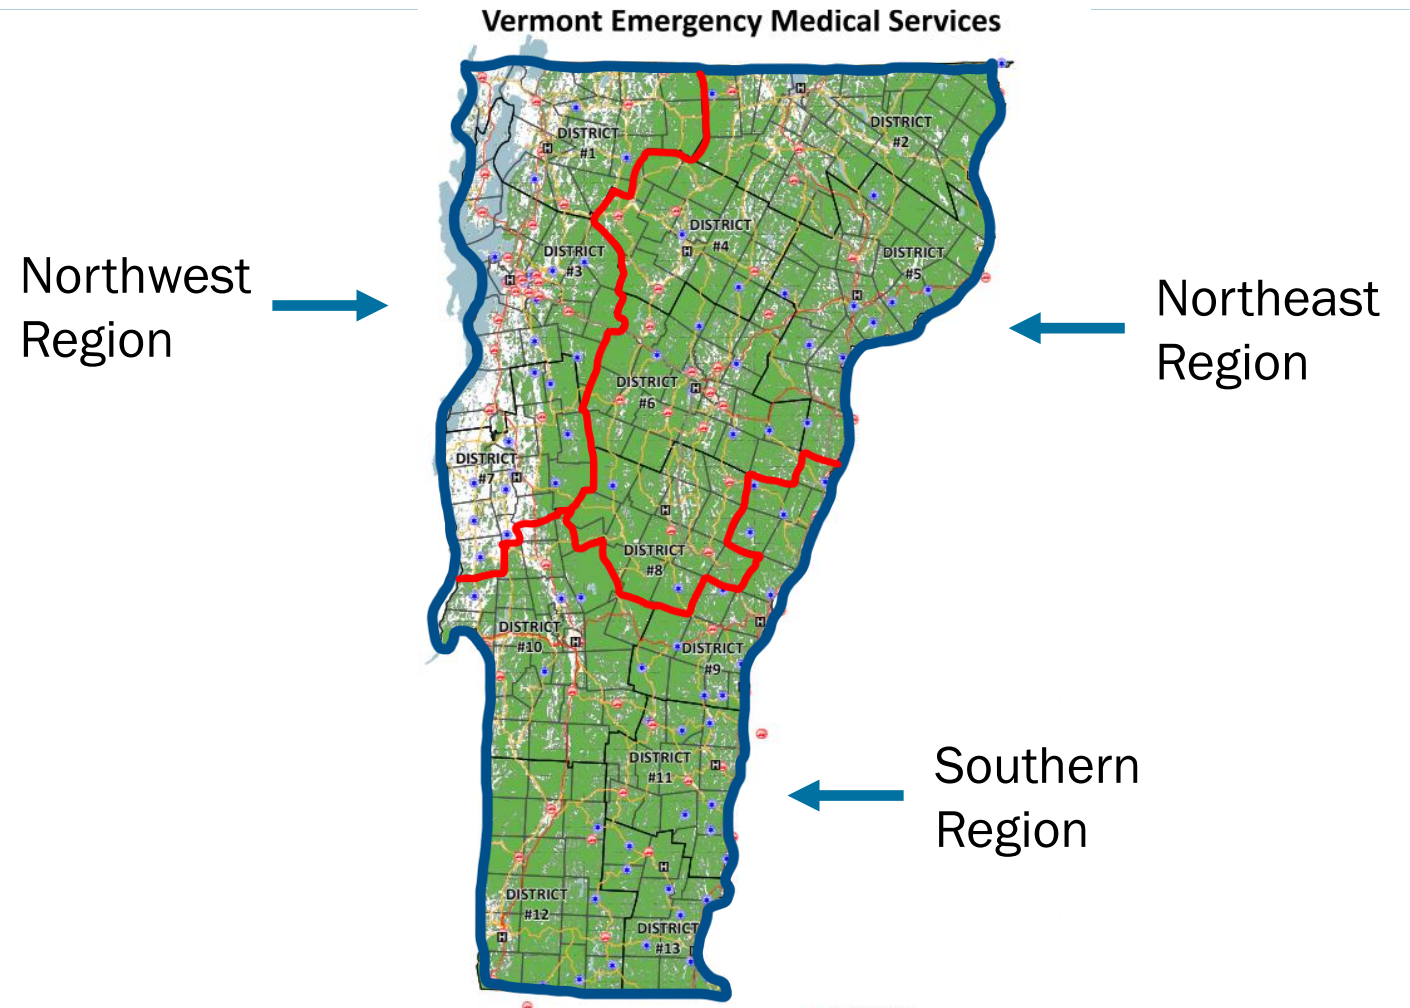 Vermont Emergency Medical Services
DISTRICT
#1
DISTRICT
#2
DISTRICT
#4
DISTRICT
#3
DISTRICT
#5
Northwest
Region
Northeast
Region
DISTRICT
#6
DISTRICT
#7
DISTRICT
#8
DISTRICT
#10
DISTRICT
#9
DISTRICT
#11
Southern
Region
DISTRICT
#12
DISTRICT
#13
H
H
H
H
H
H
H
H
H
H
H
H
H